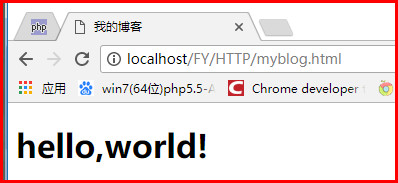 php 我的博客
localhost/FY/HTTP/myblog.html
应用 win7(64位)php5.5-A Chrome developer
hello,world!